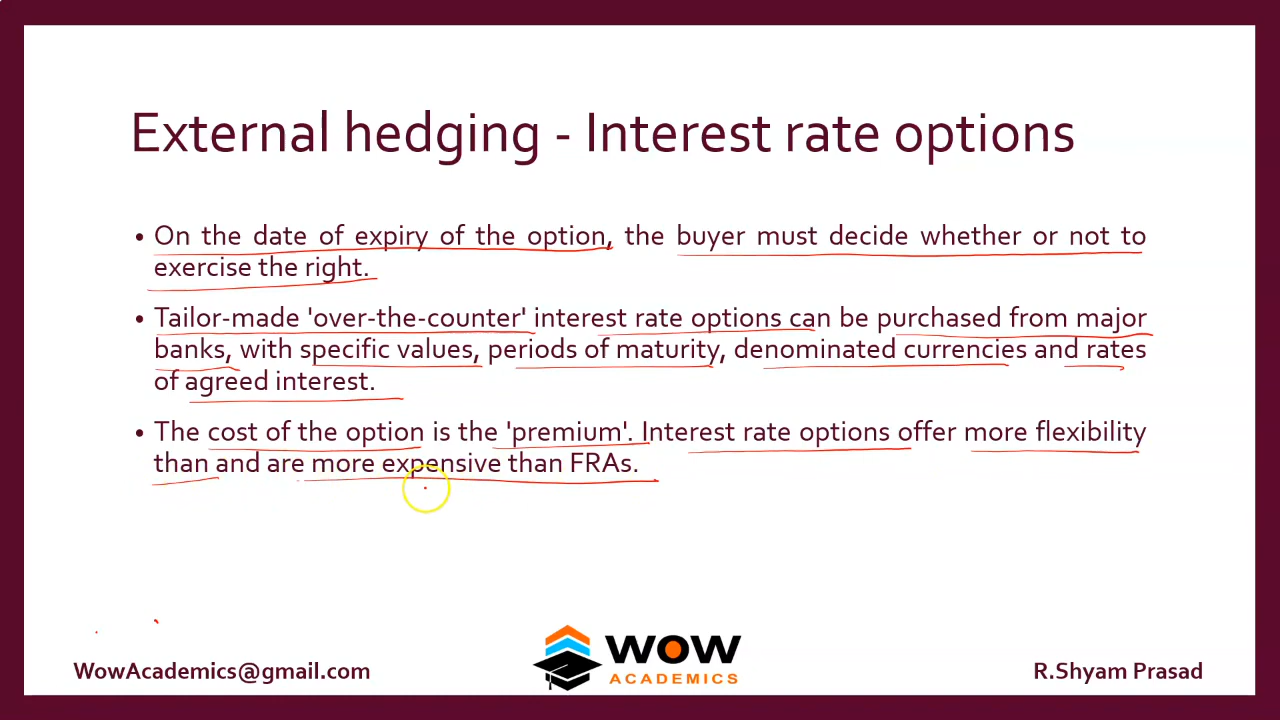 External hedging - Interest rate options
• On the date of expiry of the option, the buyer must decide whether or not to
exercise the right.
• Tailor-made 'over-the-counter' interest rate options can be purchased from major
banks, with specific values, periods of maturity, denominated currencies and rates
of agreed interest.
• The cost of the option is the 'premium'. Interest rate options offer more flexibility
than and are more expensive than FRAs.
WowAcademics@gmail.com
WOW
ACADEMICS
R.Shyam Prasad